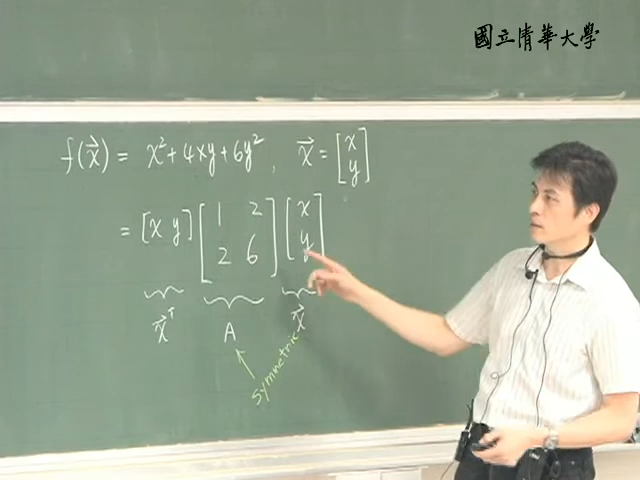 國立清華大學
f(x⃗) = x² + 4xy + 6y², x⃗ = [x y]
= [x y] [1 2 2 6] [x y]
x⃗ᵀ A x⃗
Symmetric